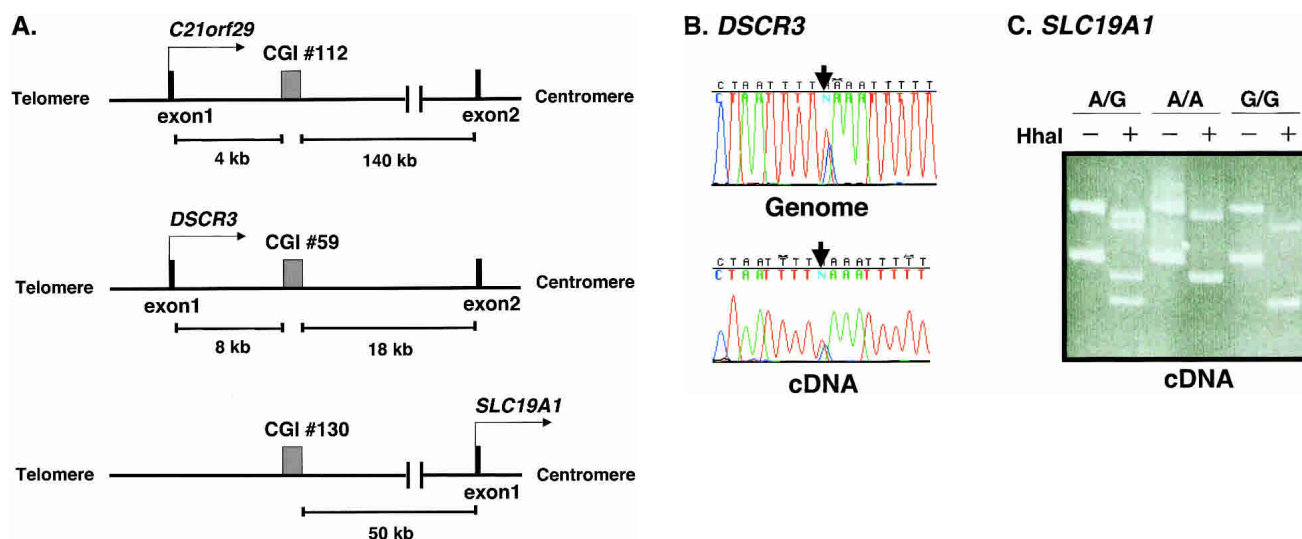 A.
C21orf29
CGI #112
Telomere
Centromere
exon1
exon2
4 kb
140 kb
DSCR3
CGI #59
Telomere
Centromere
exon1
exon2
8 kb
18 kb
SLC19A1
CGI #130
Telomere
Centromere
exon1
50 kb
B. DSCR3
C T A A T T T T A A A A T T T T T
C T A A T T T T N A A A T T T T T
Genome
C T A A T T T T A A A A T T T T T
C T A A T T T T N A A A T T T T T
cDNA
C. SLC19A1
A/G A/A G/G
HhaI − + − + − +
cDNA